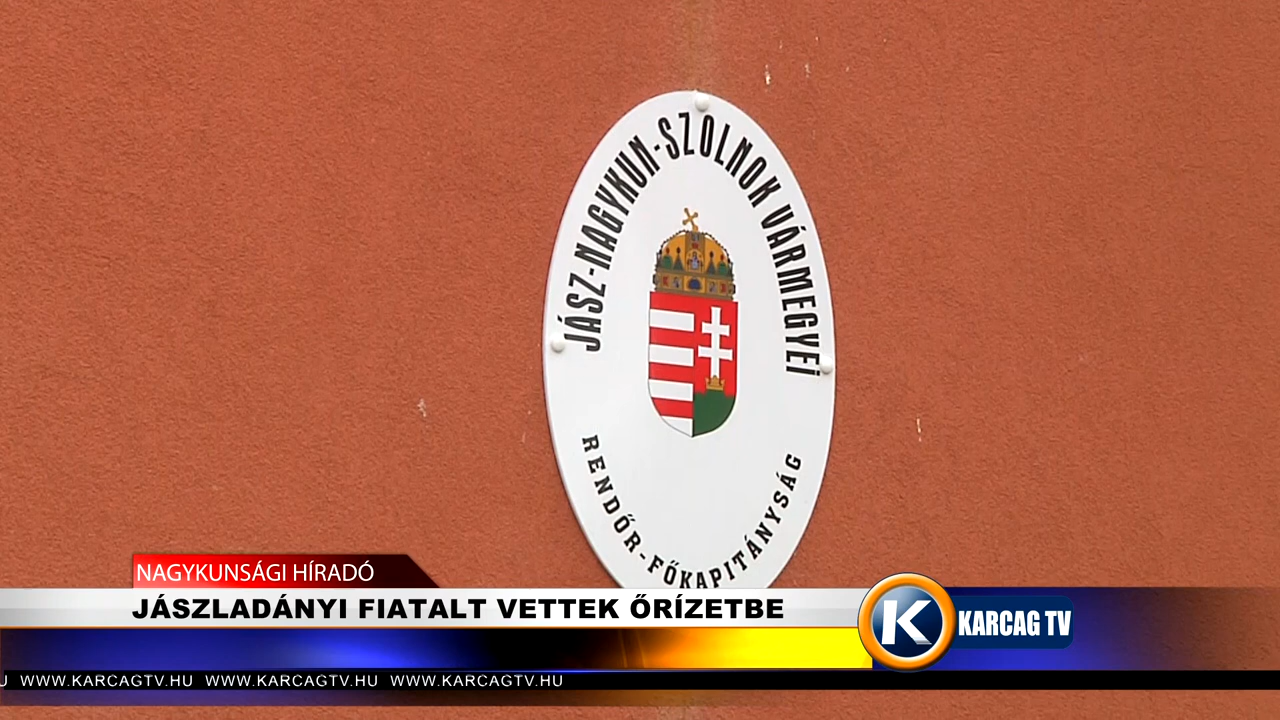 JÁSZ-NAGYKUN-SZOLNOK VÁRMEGYEI
RENDŐR-FŐKAPITÁNYSÁG
NAGYKUNSÁGI HÍRADÓ
JÁSZLADÁNYI FIATALT VETTEK ŐRÍZETBE
K KARCAG TV
U WWW.KARCAGTV.HU WWW.KARCAGTV.HU WWW.KARCAGTV.HU